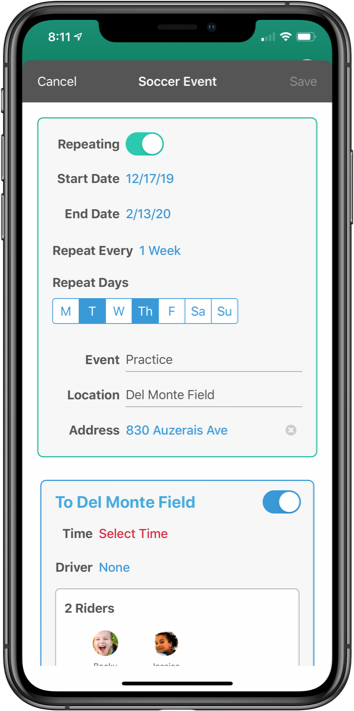 8:11
Cancel Soccer Event Save
Repeating
Start Date 12/17/19
End Date 2/13/20
Repeat Every 1 Week
Repeat Days
M T W Th F Sa Su
Event Practice
Location Del Monte Field
Address 830 Auzerais Ave
To Del Monte Field
Time Select Time
Driver None
2 Riders